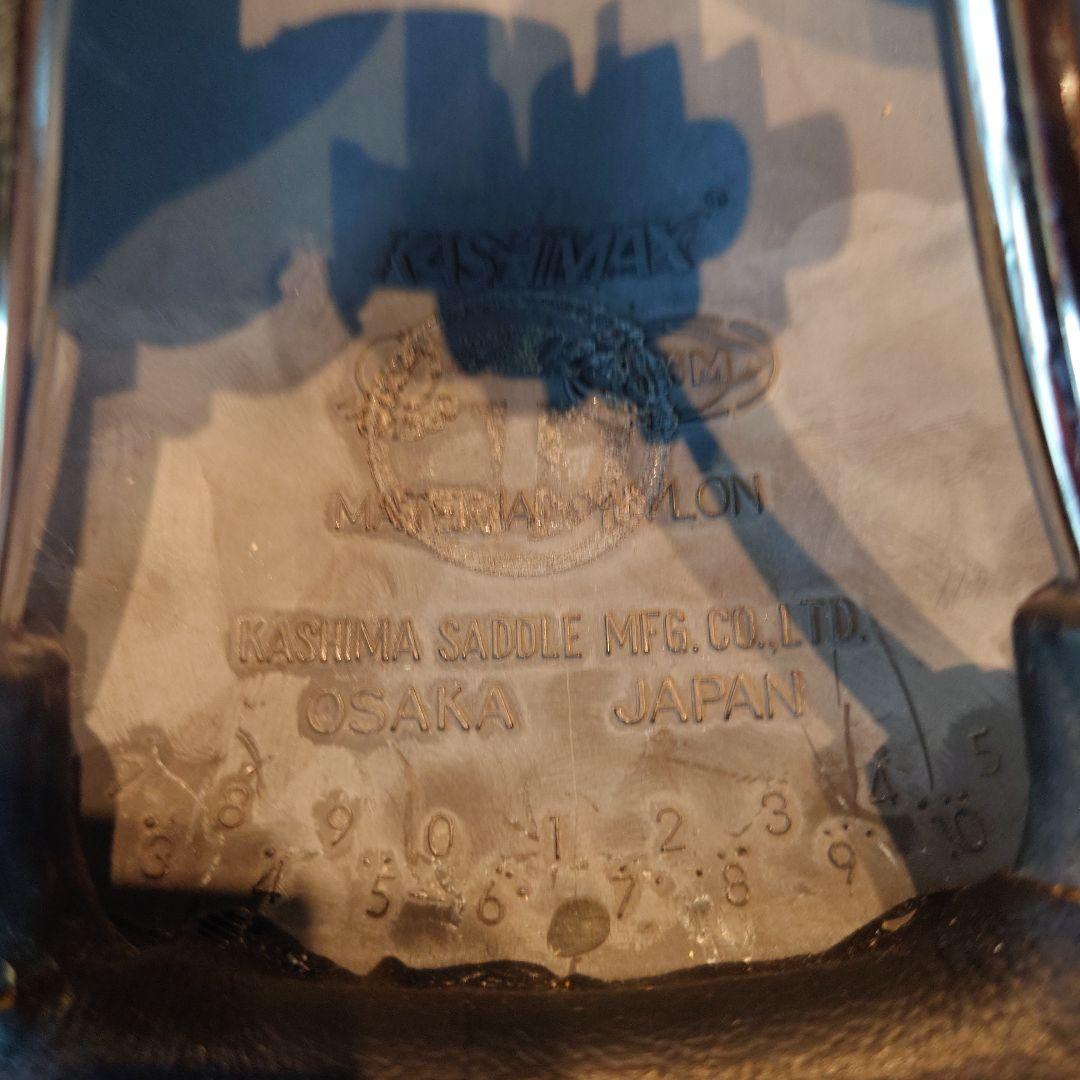 KASHIMAX®
MATERIAL NYLON
KASHIMA SADDLE MFG. CO., LTD.
OSAKA JAPAN
7 8 9 0 1 2 3 4 5
3 4 5 6 7 8 9 10